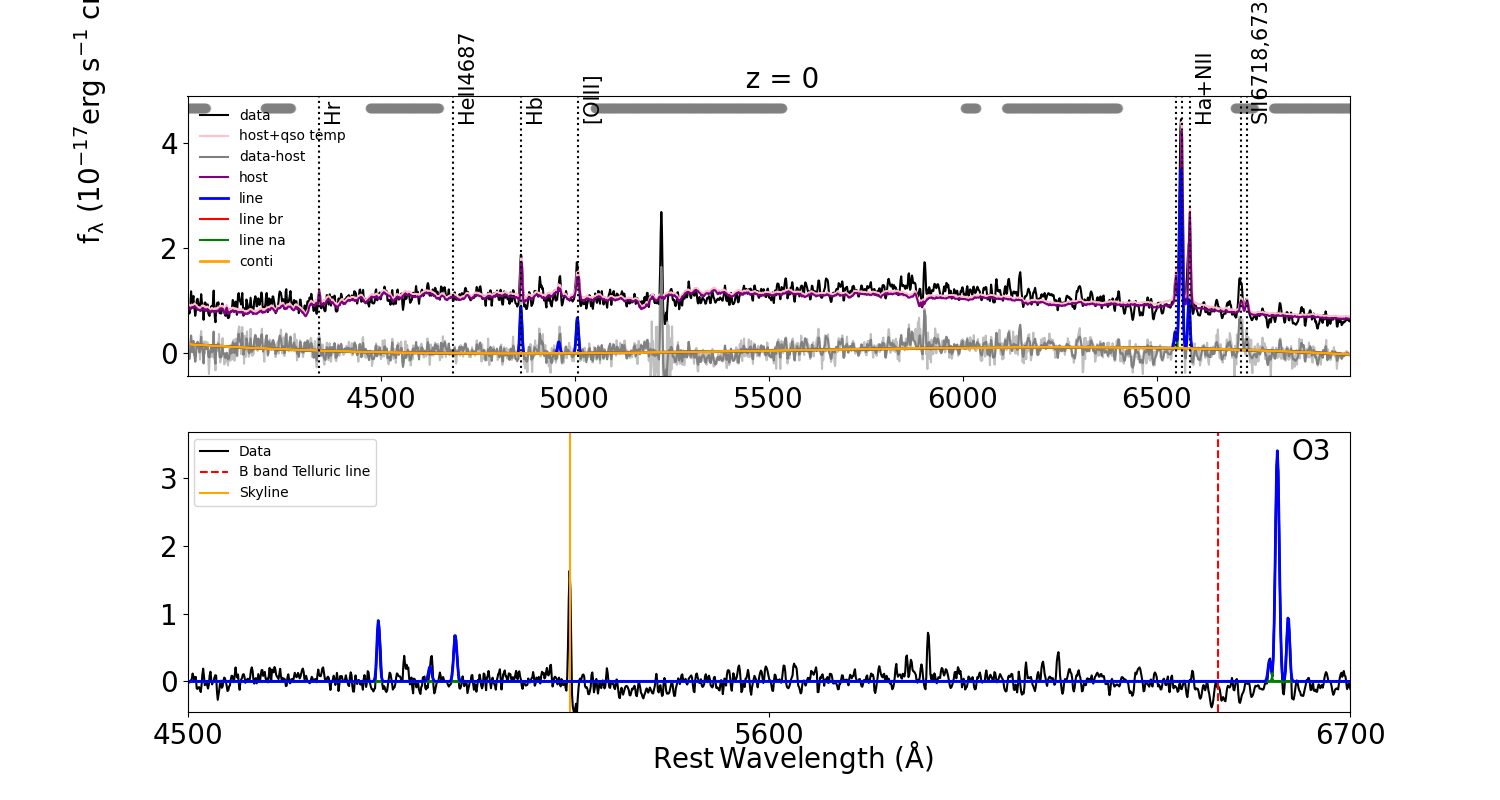 z = 0
Hr
HeII4687
Hb
[OIII]
Ha+NII
SII6718,673
f_λ (10^{-17} erg s^{-1} c
data
host+qso temp
data-host
host
line
line br
line na
conti
4
2
0
4500 5000 5500 6000 6500
Data
B band Telluric line
Skyline
O3
3
2
1
0
4500 5600 6700
Rest Wavelength (Å)